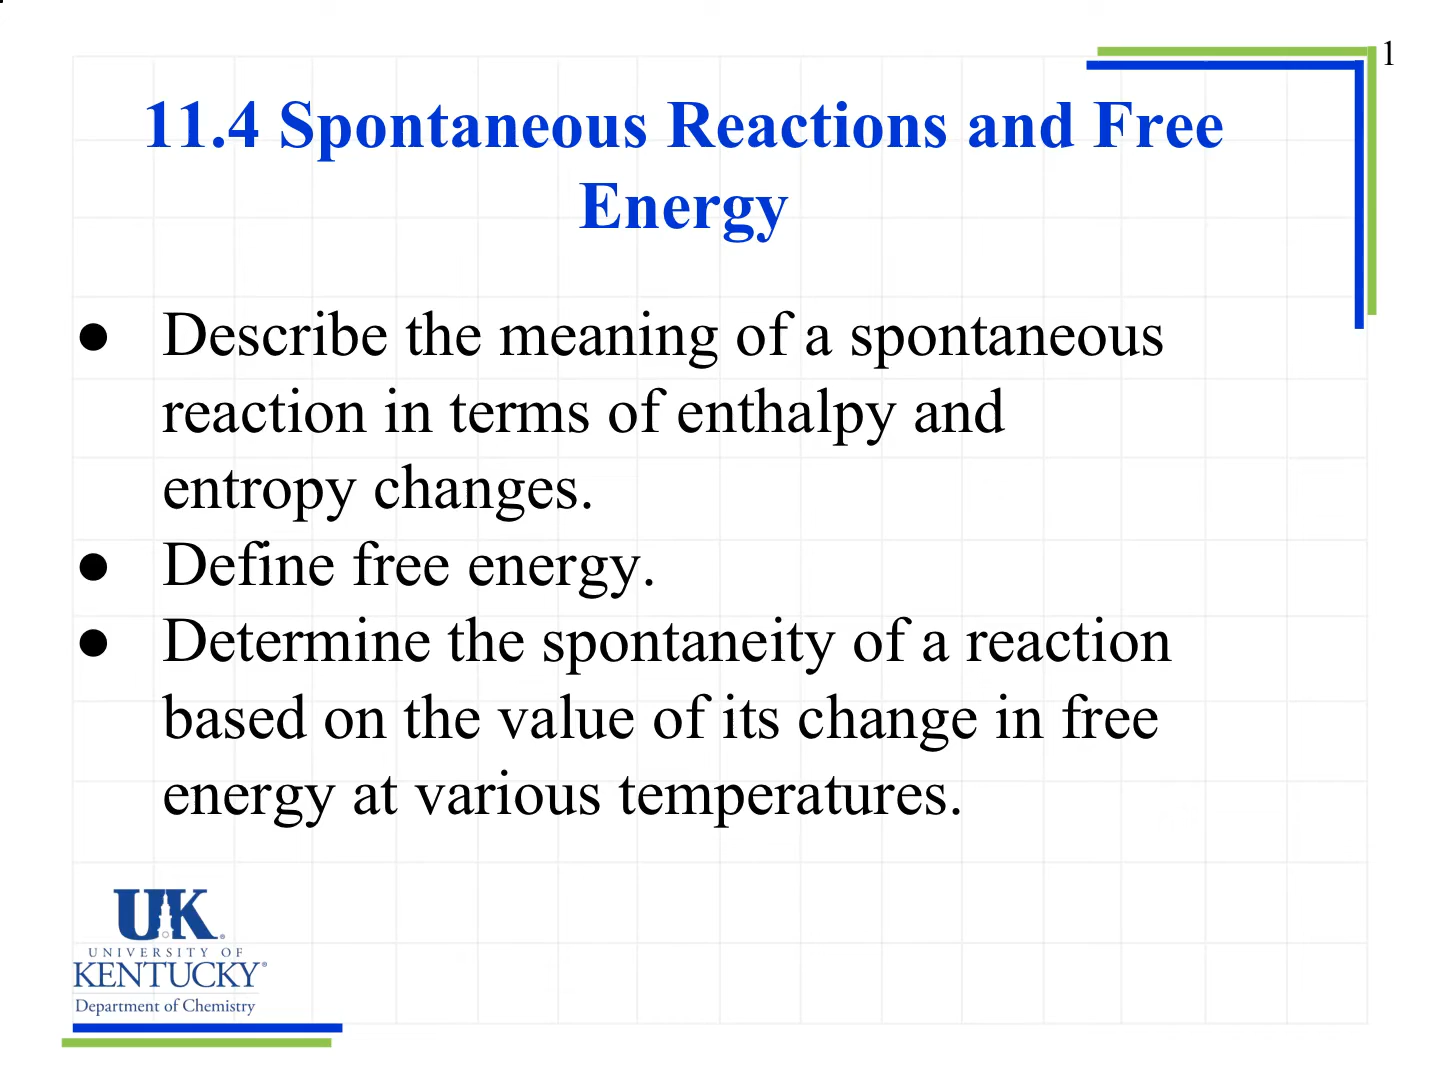 1
11.4 Spontaneous Reactions and Free
Energy
● Describe the meaning of a spontaneous
reaction in terms of enthalpy and
entropy changes.
● Define free energy.
● Determine the spontaneity of a reaction
based on the value of its change in free
energy at various temperatures.
UK®
UNIVERSITY OF
KENTUCKY®
Department of Chemistry